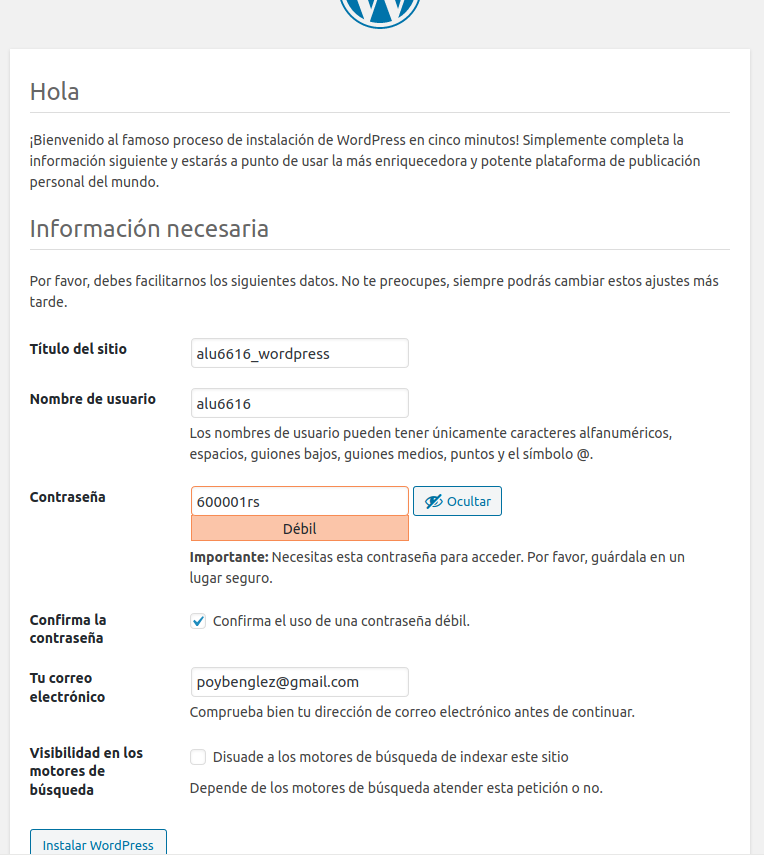 Hola
¡Bienvenido al famoso proceso de instalación de WordPress en cinco minutos! Simplemente completa la
información siguiente y estarás a punto de usar la más enriquecedora y potente plataforma de publicación
personal del mundo.
Información necesaria
Por favor, debes facilitarnos los siguientes datos. No te preocupes, siempre podrás cambiar estos ajustes más
tarde.
Título del sitio
alu6616_wordpress
Nombre de usuario
alu6616
Los nombres de usuario pueden tener únicamente caracteres alfanuméricos,
espacios, guiones bajos, guiones medios, puntos y el símbolo @.
Contraseña
600001rs
Ocultar
Débil
Importante: Necesitas esta contraseña para acceder. Por favor, guárdala en un
lugar seguro.
Confirma la
contraseña
Confirma el uso de una contraseña débil.
Tu correo
electrónico
poybenglez@gmail.com
Comprueba bien tu dirección de correo electrónico antes de continuar.
Visibilidad en los
motores de
búsqueda
Disuade a los motores de búsqueda de indexar este sitio
Depende de los motores de búsqueda atender esta petición o no.
Instalar WordPress